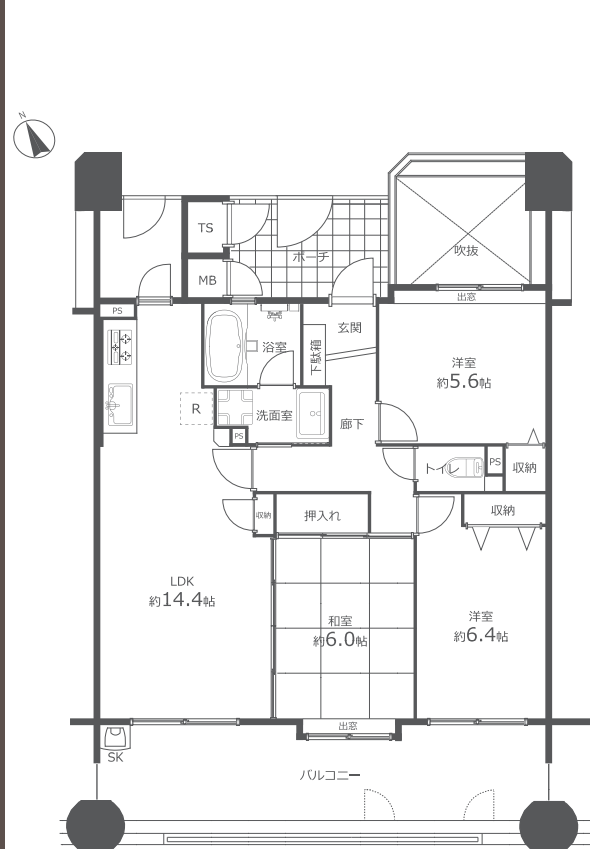 N
TS
ポーチ
吹抜
MB
出窓
PS
玄関
下駄箱
浴室
洋室
約5.6帖
R
洗面室
廊下
PS
トイレ
PS
収納
収納
押入れ
収納
LDK
約14.4帖
和室
約6.0帖
洋室
約6.4帖
出窓
SK
バルコニー